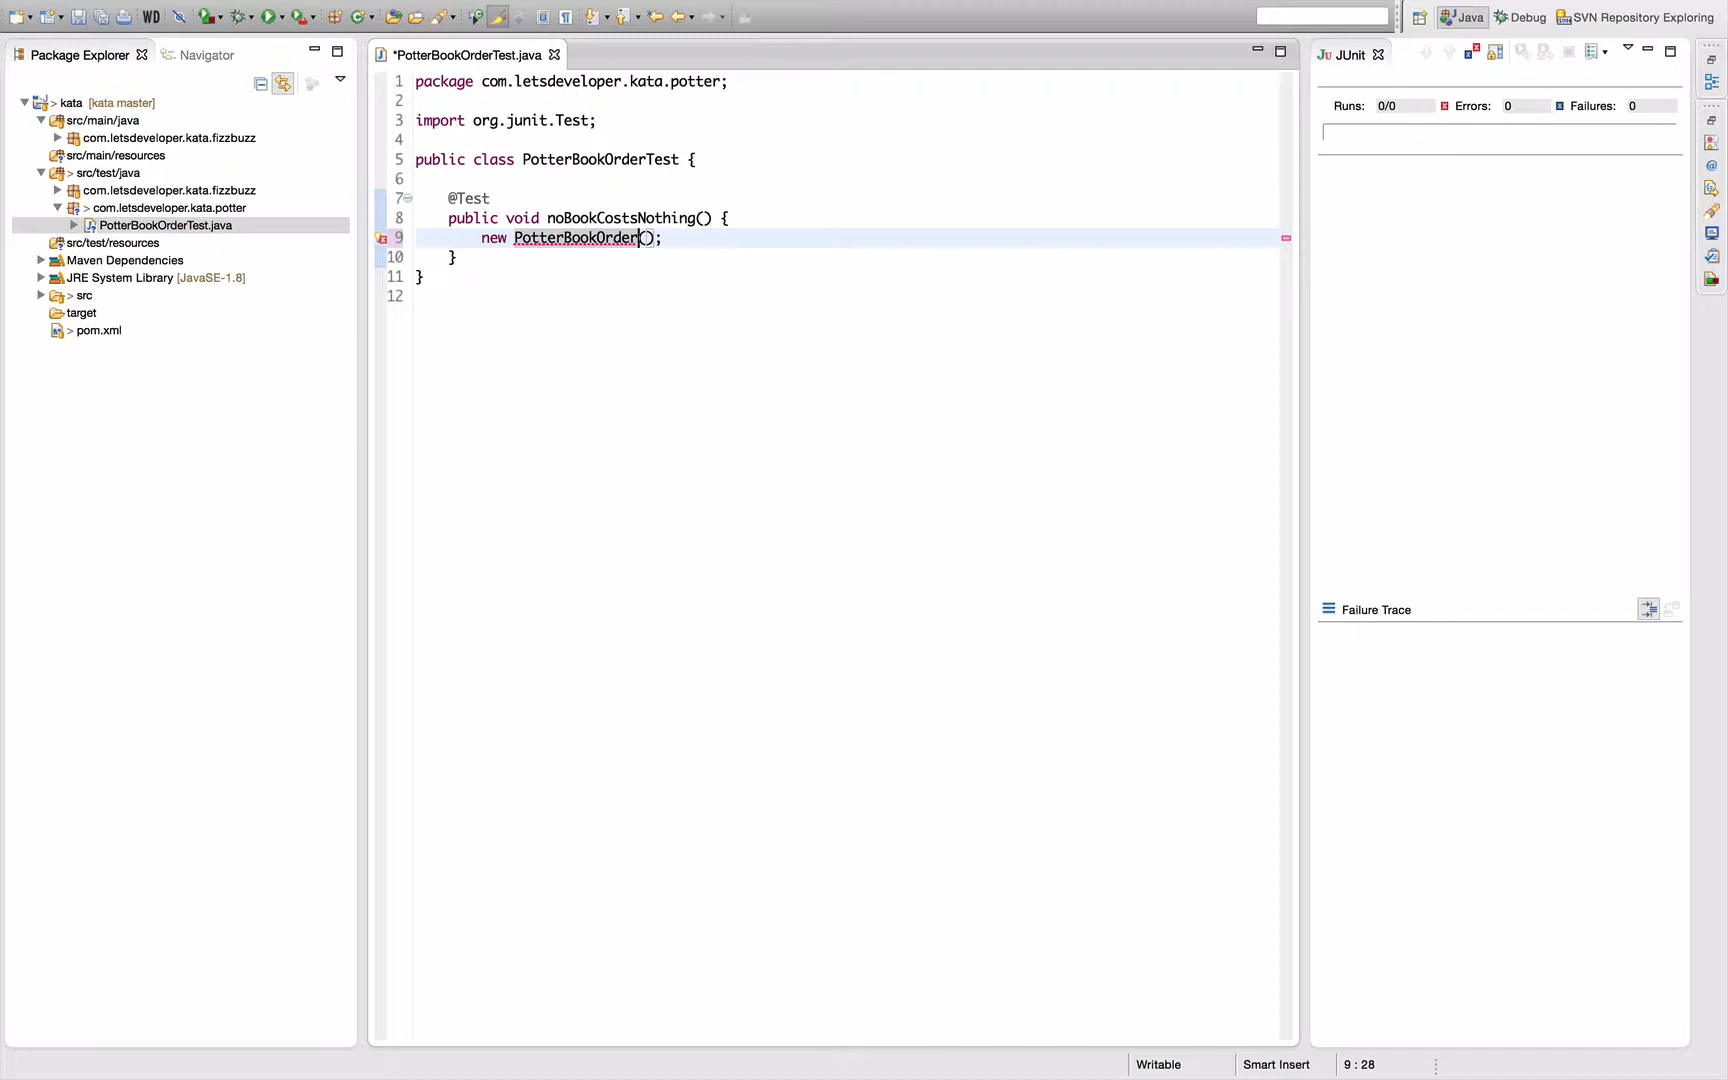 WD
Java
Debug
SVN Repository Exploring
Package Explorer
Navigator
> kata [kata master]
src/main/java
com.letsdeveloper.kata.fizzbuzz
src/main/resources
> src/test/java
com.letsdeveloper.kata.fizzbuzz
> com.letsdeveloper.kata.potter
PotterBookOrderTest.java
src/test/resources
Maven Dependencies
JRE System Library [JavaSE-1.8]
> src
target
> pom.xml
*PotterBookOrderTest.java
1 package com.letsdeveloper.kata.potter;
2
3 import org.junit.Test;
4
5 public class PotterBookOrderTest {
6
7 @Test
8 public void noBookCostsNothing() {
9 new PotterBookOrder();
10 }
11 }
12
JU JUnit
Runs: 0/0 Errors: 0 Failures: 0
Failure Trace
Writable
Smart Insert
9 : 28